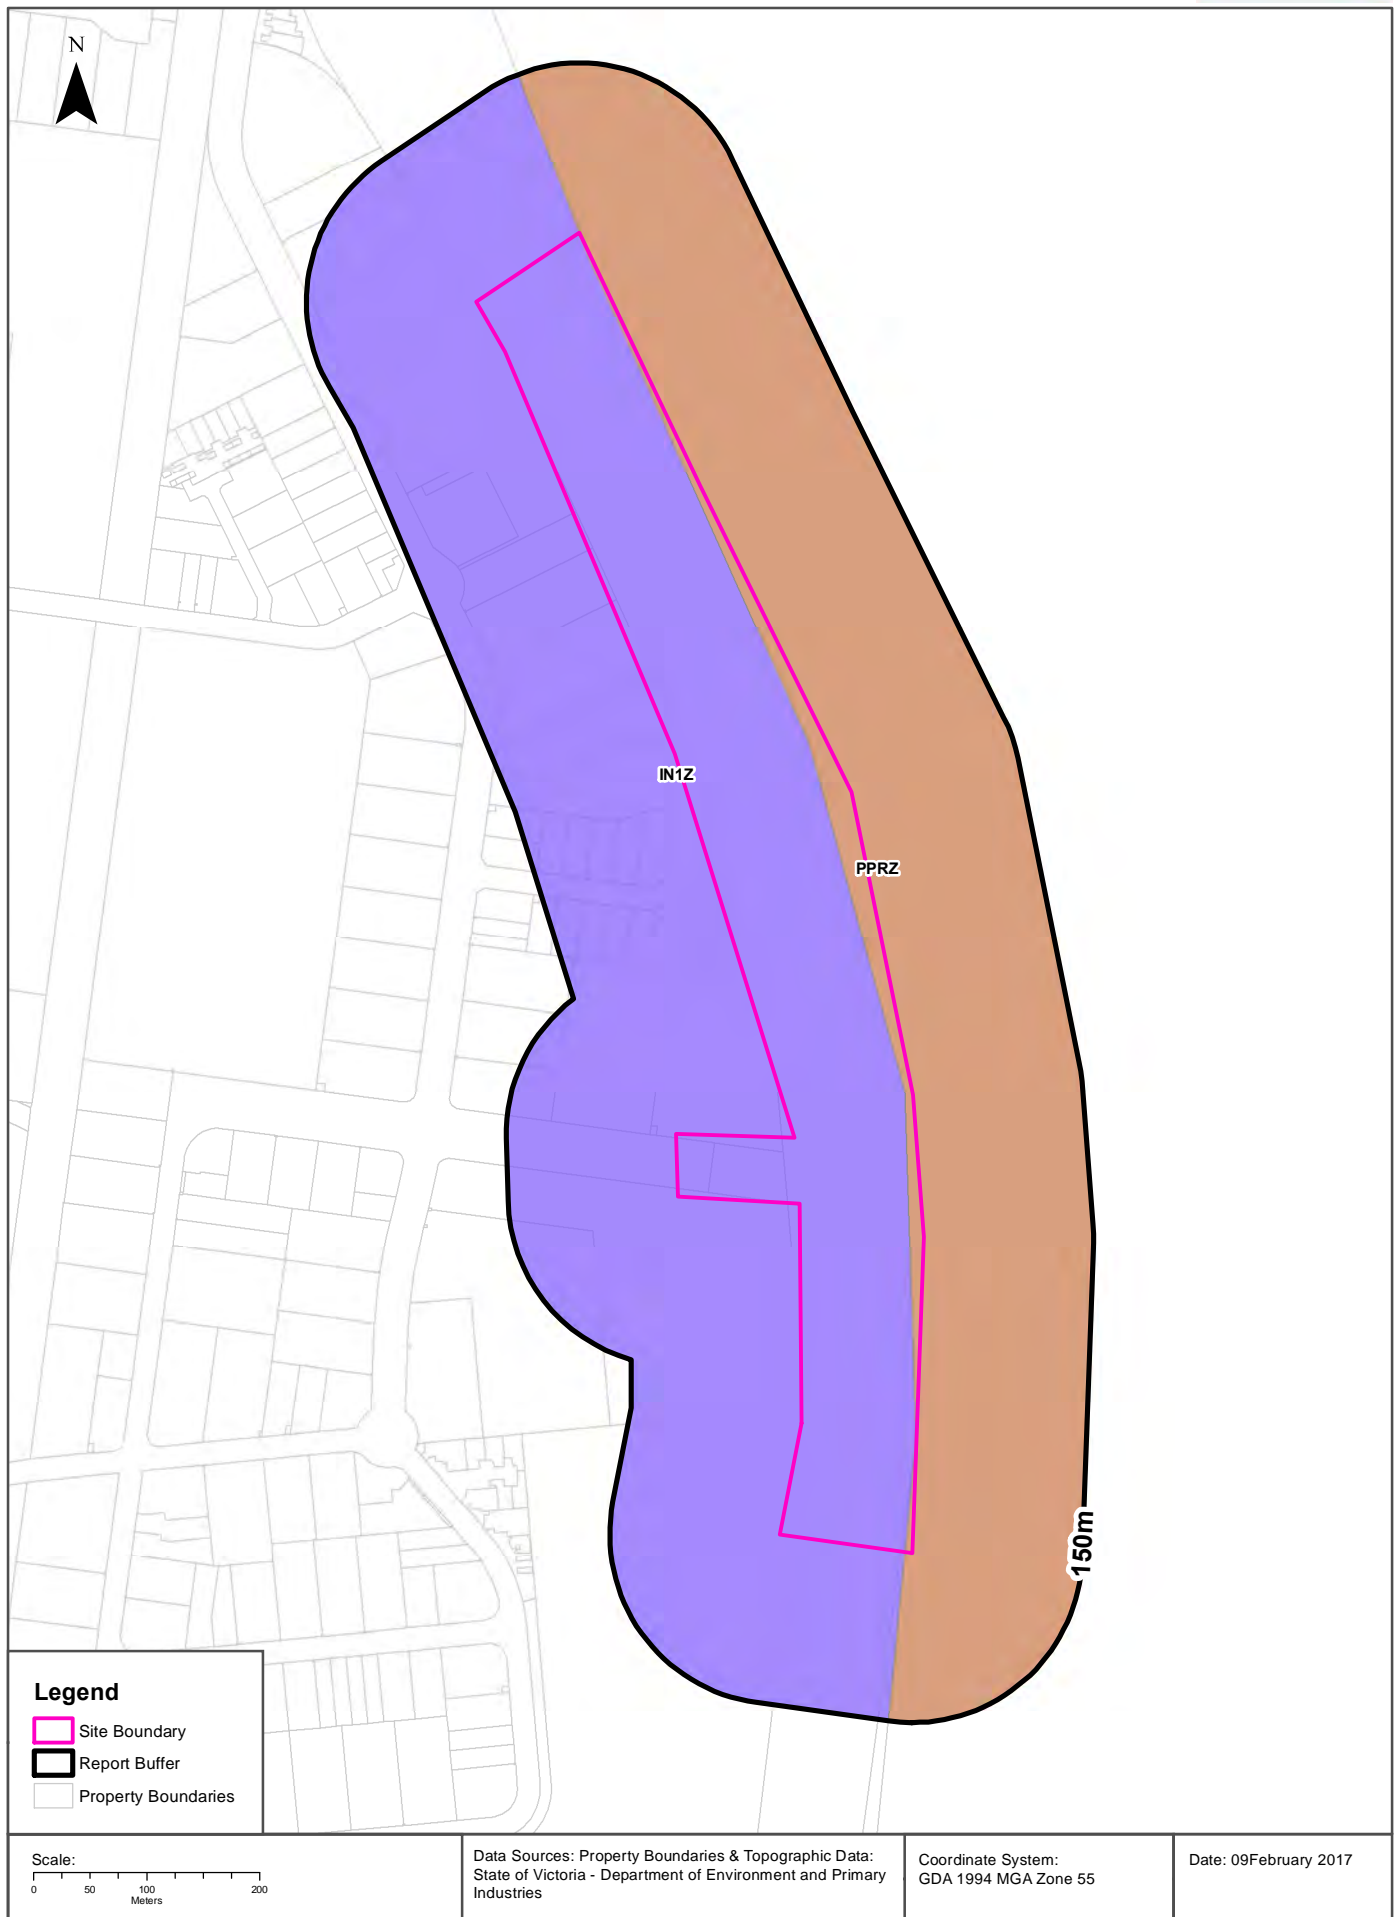 N
IN1Z
PPRZ
150m
Legend
Site Boundary
Report Buffer
Property Boundaries
Scale:
0 50 100 200
Meters
Data Sources: Property Boundaries & Topographic Data:
State of Victoria - Department of Environment and Primary
Industries
Coordinate System:
GDA 1994 MGA Zone 55
Date: 09February 2017